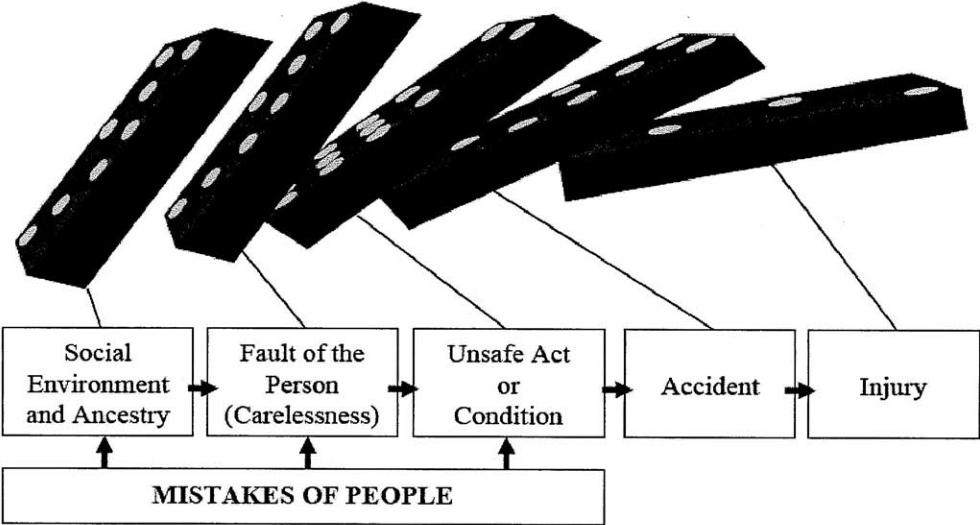 Social
Environment
and Ancestry
Fault of the
Person
(Carelessness)
Unsafe Act
or
Condition
Accident
Injury
MISTAKES OF PEOPLE